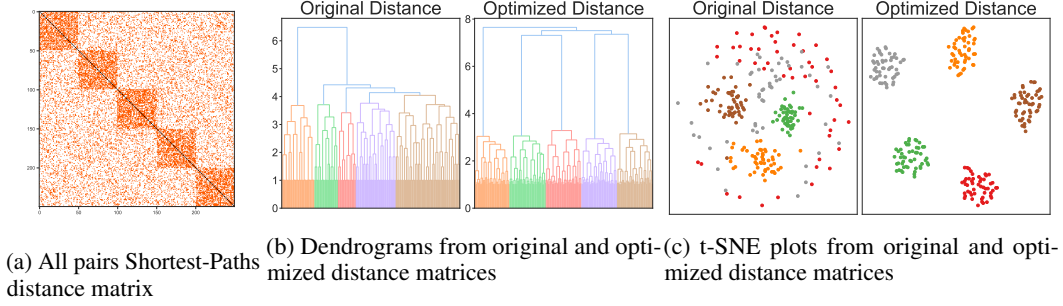 Original Distance
Optimized Distance
Original Distance
Optimized Distance
0
50
100
150
200
0
50
100
150
200
6
5
4
3
2
1
0
8
6
4
2
0
(a) All pairs Shortest-Paths
distance matrix
(b) Dendrograms from original and opti-
mized distance matrices
(c) t-SNE plots from original and opti-
mized distance matrices